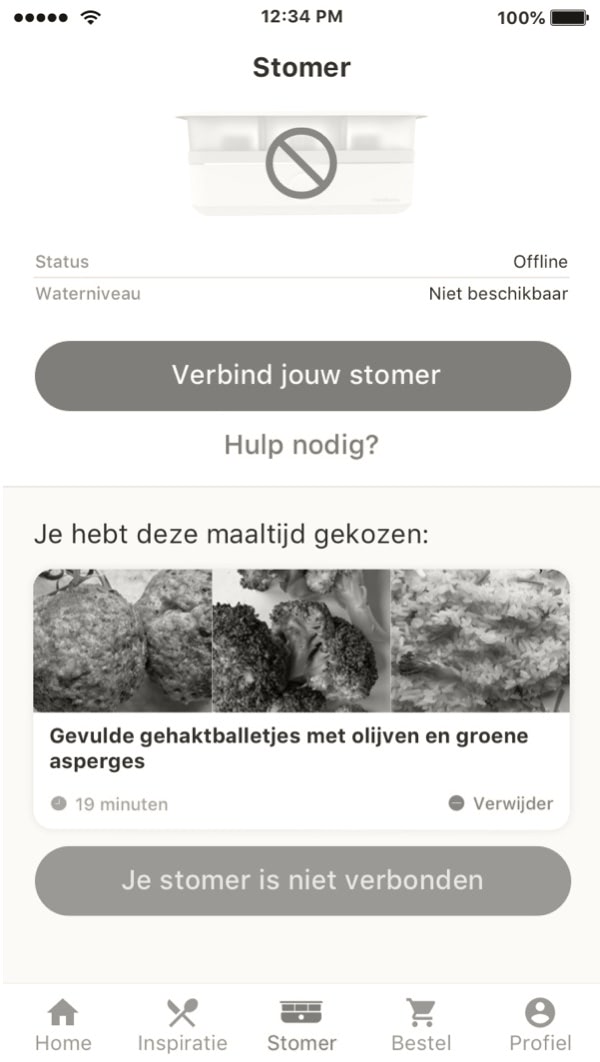 12:34 PM 100%
Stomer
Status Offline
Waterniveau Niet beschikbaar
Verbind jouw stomer
Hulp nodig?
Je hebt deze maaltijd gekozen:
Gevulde gehaktballetjes met olijven en groene
asperges
19 minuten Verwijder
Je stomer is niet verbonden
Home Inspiratie Stomer Bestel Profiel